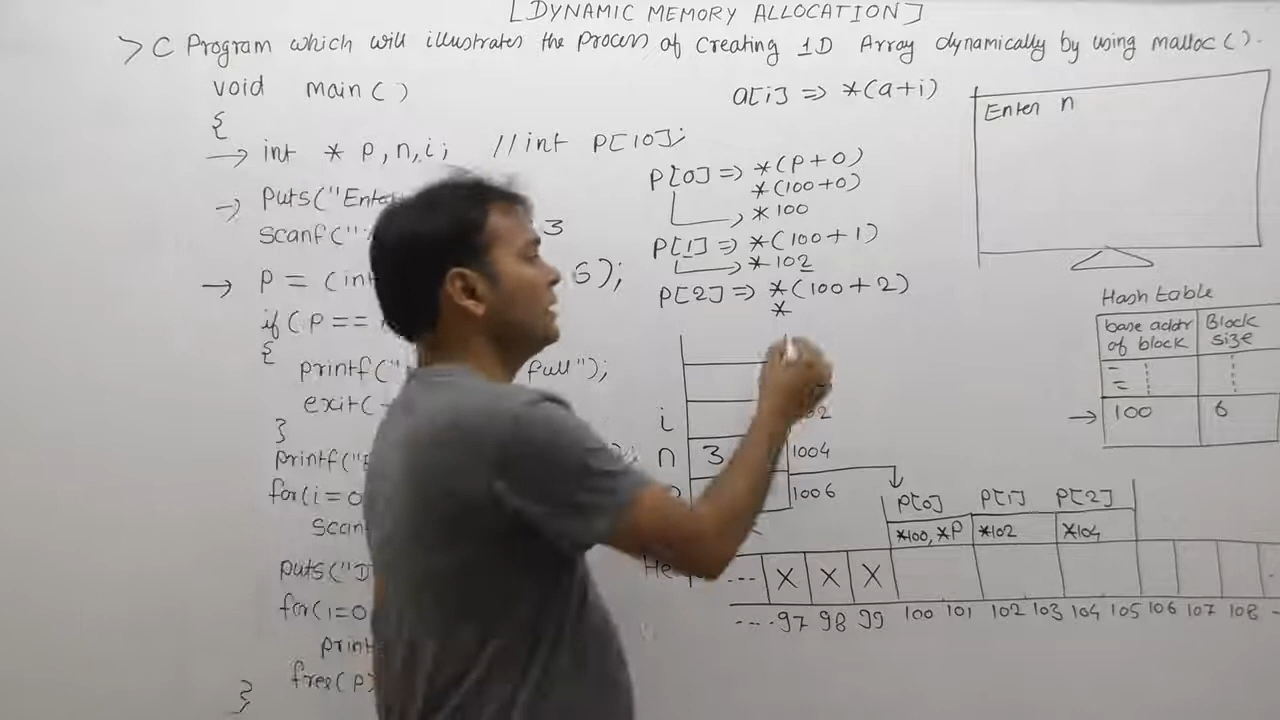 [DYNAMIC MEMORY ALLOCATION]
> C Program which will illustrates the process of creating 1D Array dynamically by using malloc().
void main()
{
→ int * p,n,i; //int P[10];
→ puts("Ente
scanf(" 3
→ P = (int 6);
if(P ==
{
printf(" full");
exit(
}
printf("
for(i=0
scan
puts("D
for(i=0
print
free(P)
}
a[i] => *(a+i)
P[0] => *(P+0)
*(100+0)
*100
P[1] => *(100+1)
*102
P[2] => *(100+2)
*
i
n 3 1004
1006
He
Enter n
Hash table
base addr of block Block size
100 6
P[0] P[1] P[2]
*100, *P *102 *104
--- X X X
---- 97 98 99 100 101 102 103 104 105 106 107 108